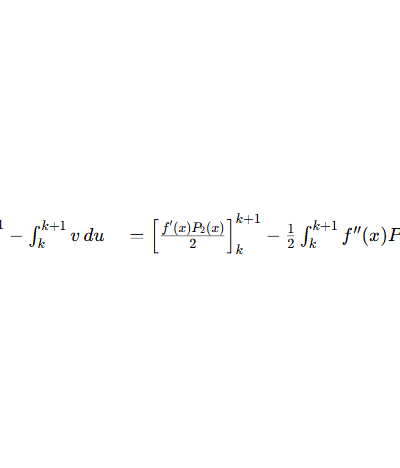 − ∫_k^{k+1} v du = [ f′(x)P₂(x) / 2 ]_k^{k+1} − 1/2 ∫_k^{k+1} f″(x)P